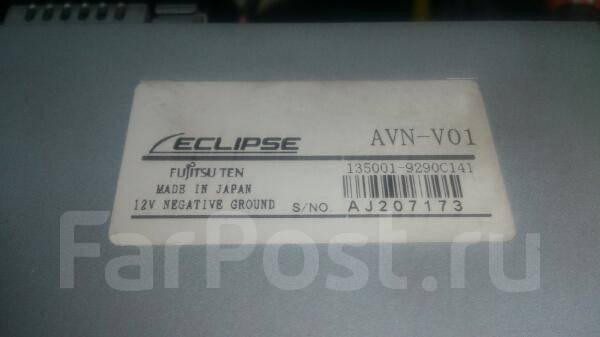 ECLIPSE AVN-V01
FUJITSU TEN 135001-9290C141
MADE IN JAPAN
12V NEGATIVE GROUND S/NO. AJ207173
FarPost.ru